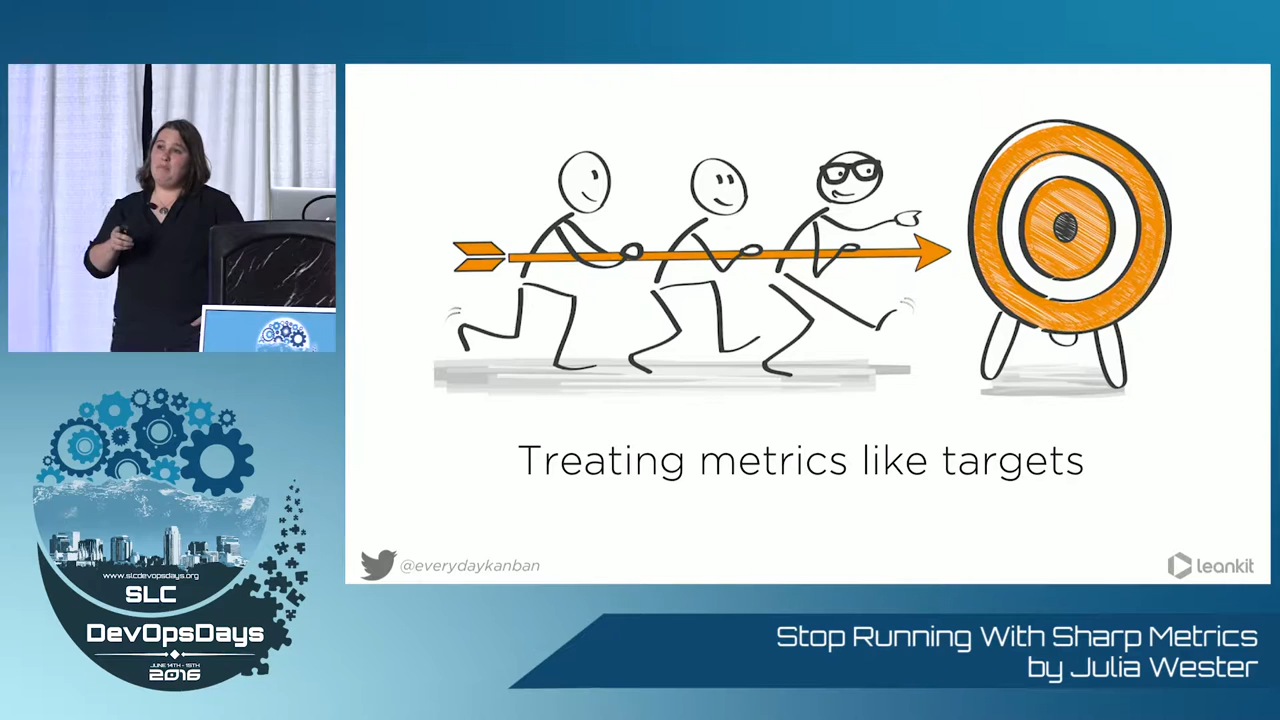 Treating metrics like targets
@everydaykanban
leankit
www.slcdevopsdays.org
SLC
DevOpsDays
JUNE 14TH - 15TH
2016
Stop Running With Sharp Metrics
by Julia Wester